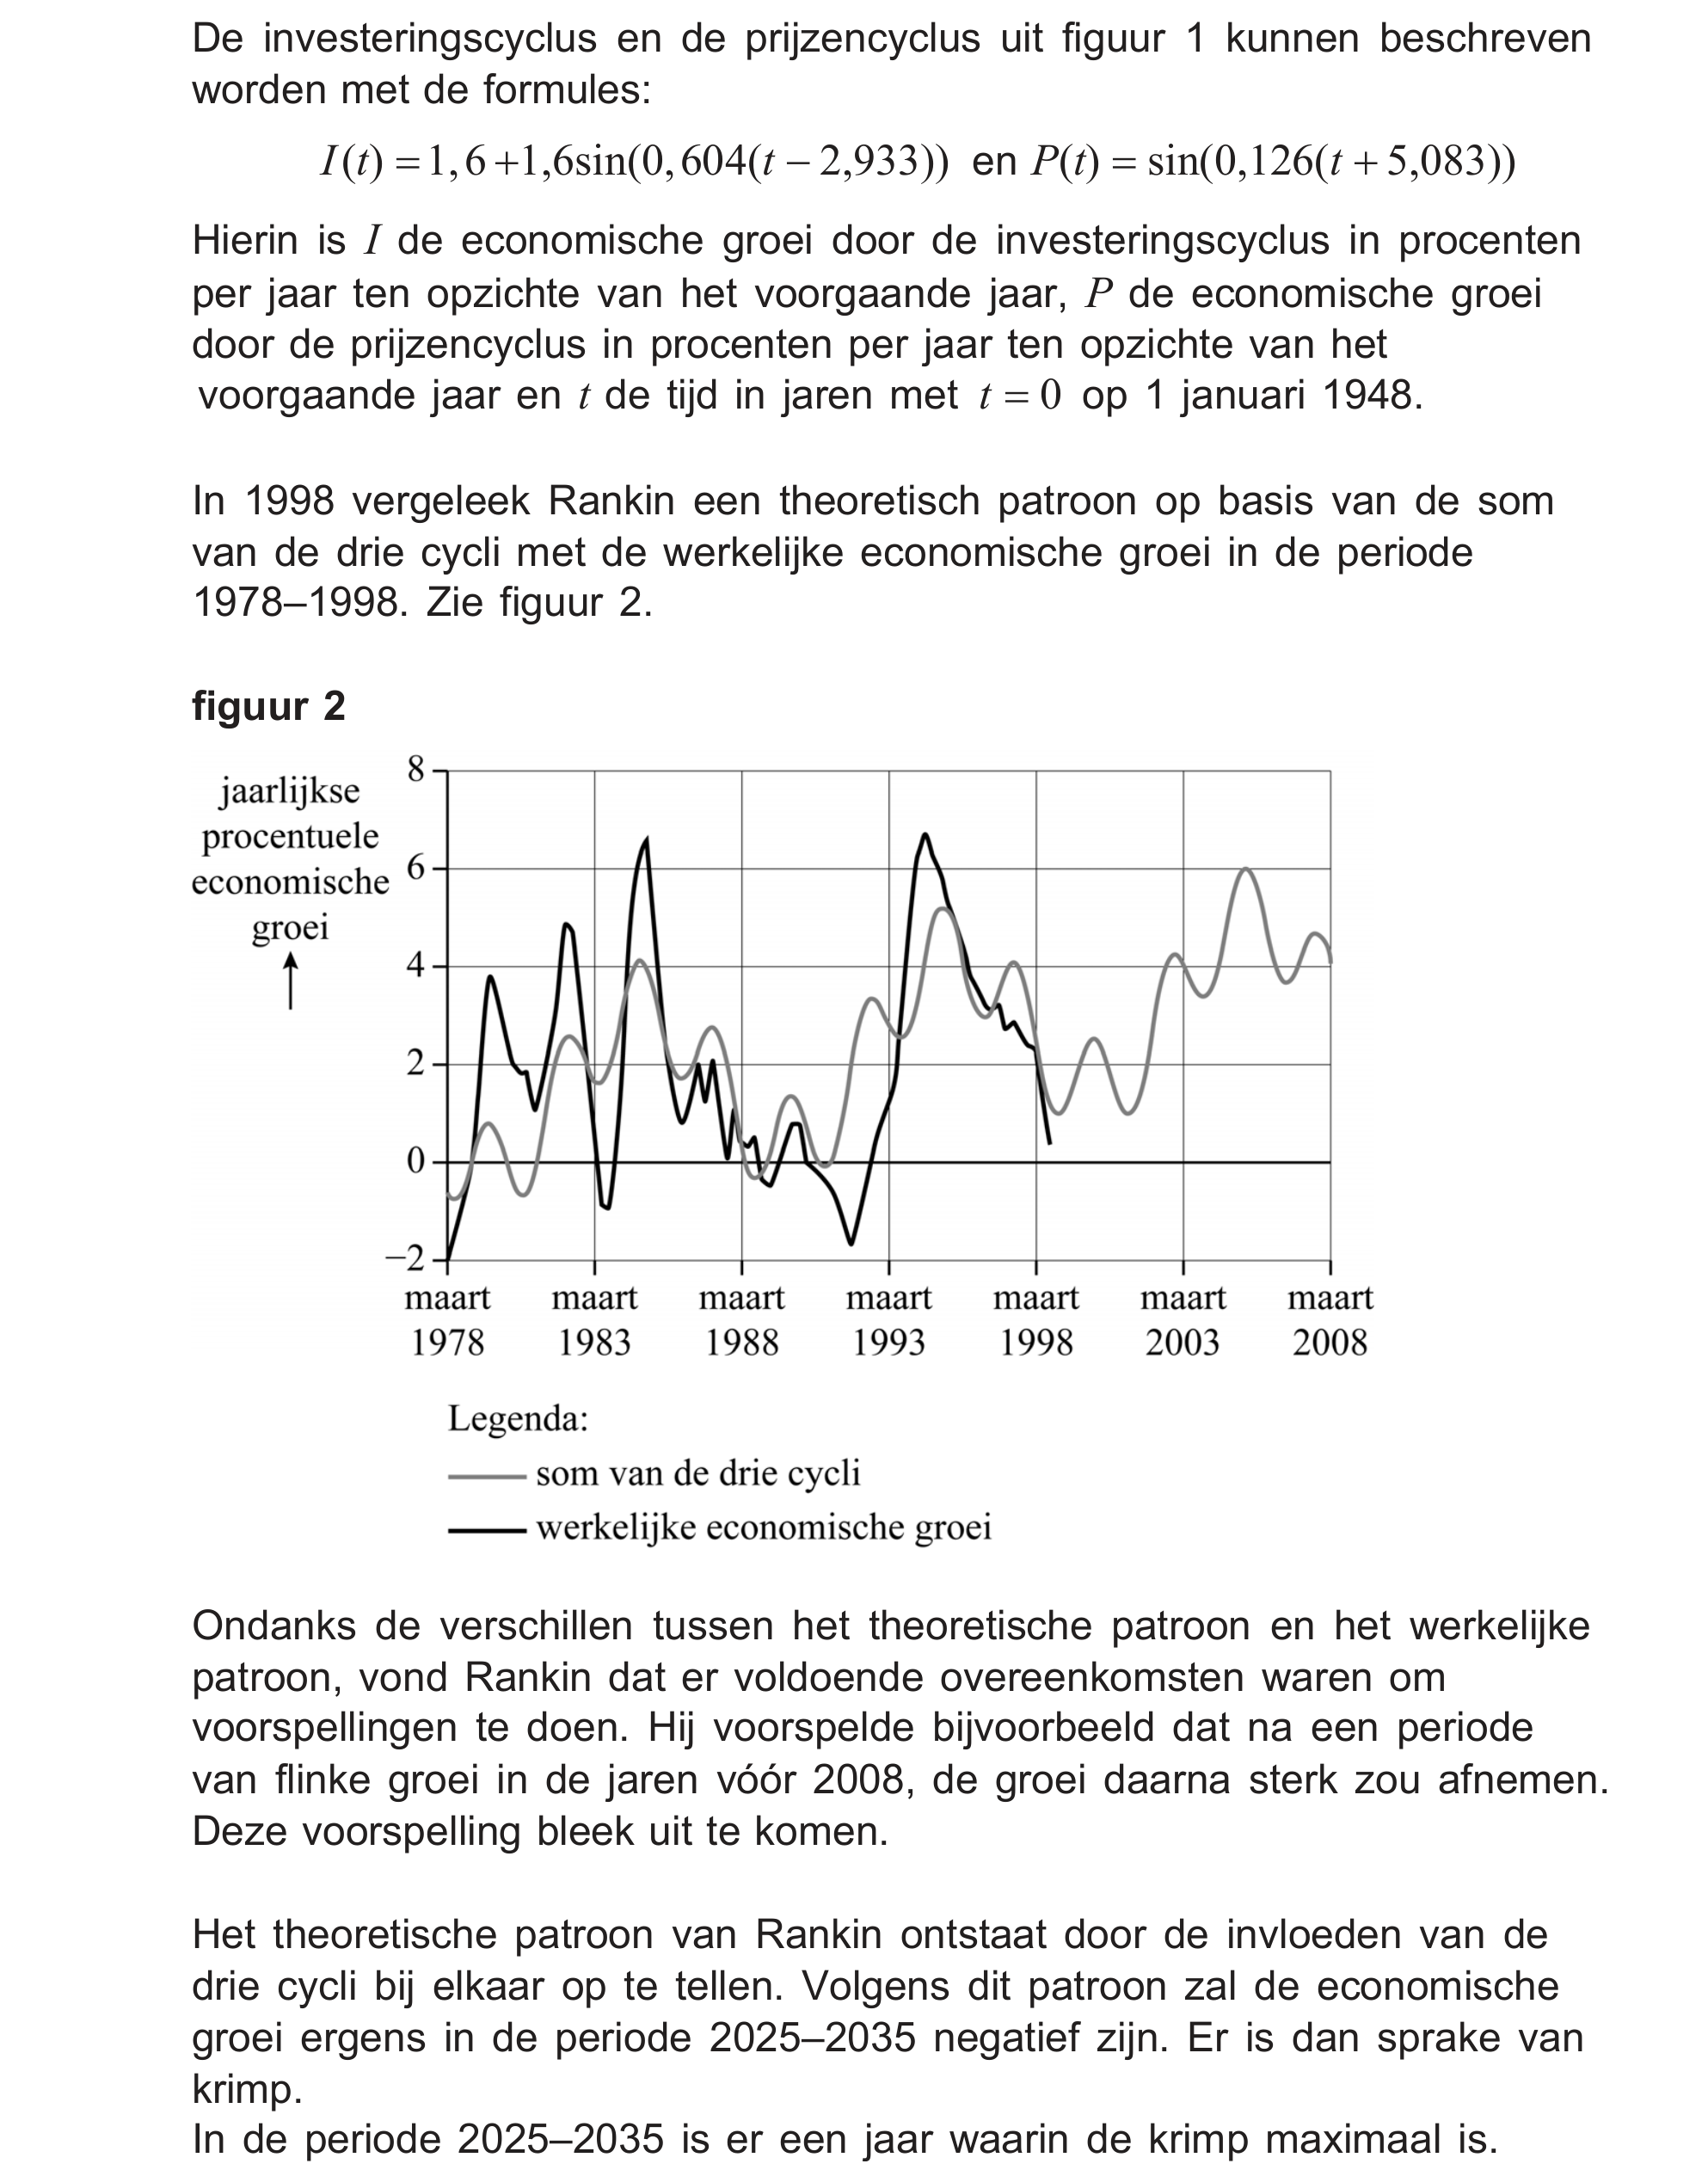 De investeringscyclus en de prijzencyclus uit figuur 1 kunnen beschreven
worden met de formules:
I(t) = 1,6 +1,6sin(0,604(t − 2,933)) en P(t) = sin(0,126(t + 5,083))
Hierin is I de economische groei door de investeringscyclus in procenten
per jaar ten opzichte van het voorgaande jaar, P de economische groei
door de prijzencyclus in procenten per jaar ten opzichte van het
voorgaande jaar en t de tijd in jaren met t = 0 op 1 januari 1948.
In 1998 vergeleek Rankin een theoretisch patroon op basis van de som
van de drie cycli met de werkelijke economische groei in de periode
1978–1998. Zie figuur 2.
figuur 2
jaarlijkse
procentuele
economische
groei
8
6
4
2
0
−2
maart maart maart maart maart maart maart
1978 1983 1988 1993 1998 2003 2008
Legenda:
som van de drie cycli
werkelijke economische groei
Ondanks de verschillen tussen het theoretische patroon en het werkelijke
patroon, vond Rankin dat er voldoende overeenkomsten waren om
voorspellingen te doen. Hij voorspelde bijvoorbeeld dat na een periode
van flinke groei in de jaren vóór 2008, de groei daarna sterk zou afnemen.
Deze voorspelling bleek uit te komen.
Het theoretische patroon van Rankin ontstaat door de invloeden van de
drie cycli bij elkaar op te tellen. Volgens dit patroon zal de economische
groei ergens in de periode 2025–2035 negatief zijn. Er is dan sprake van
krimp.
In de periode 2025–2035 is er een jaar waarin de krimp maximaal is.